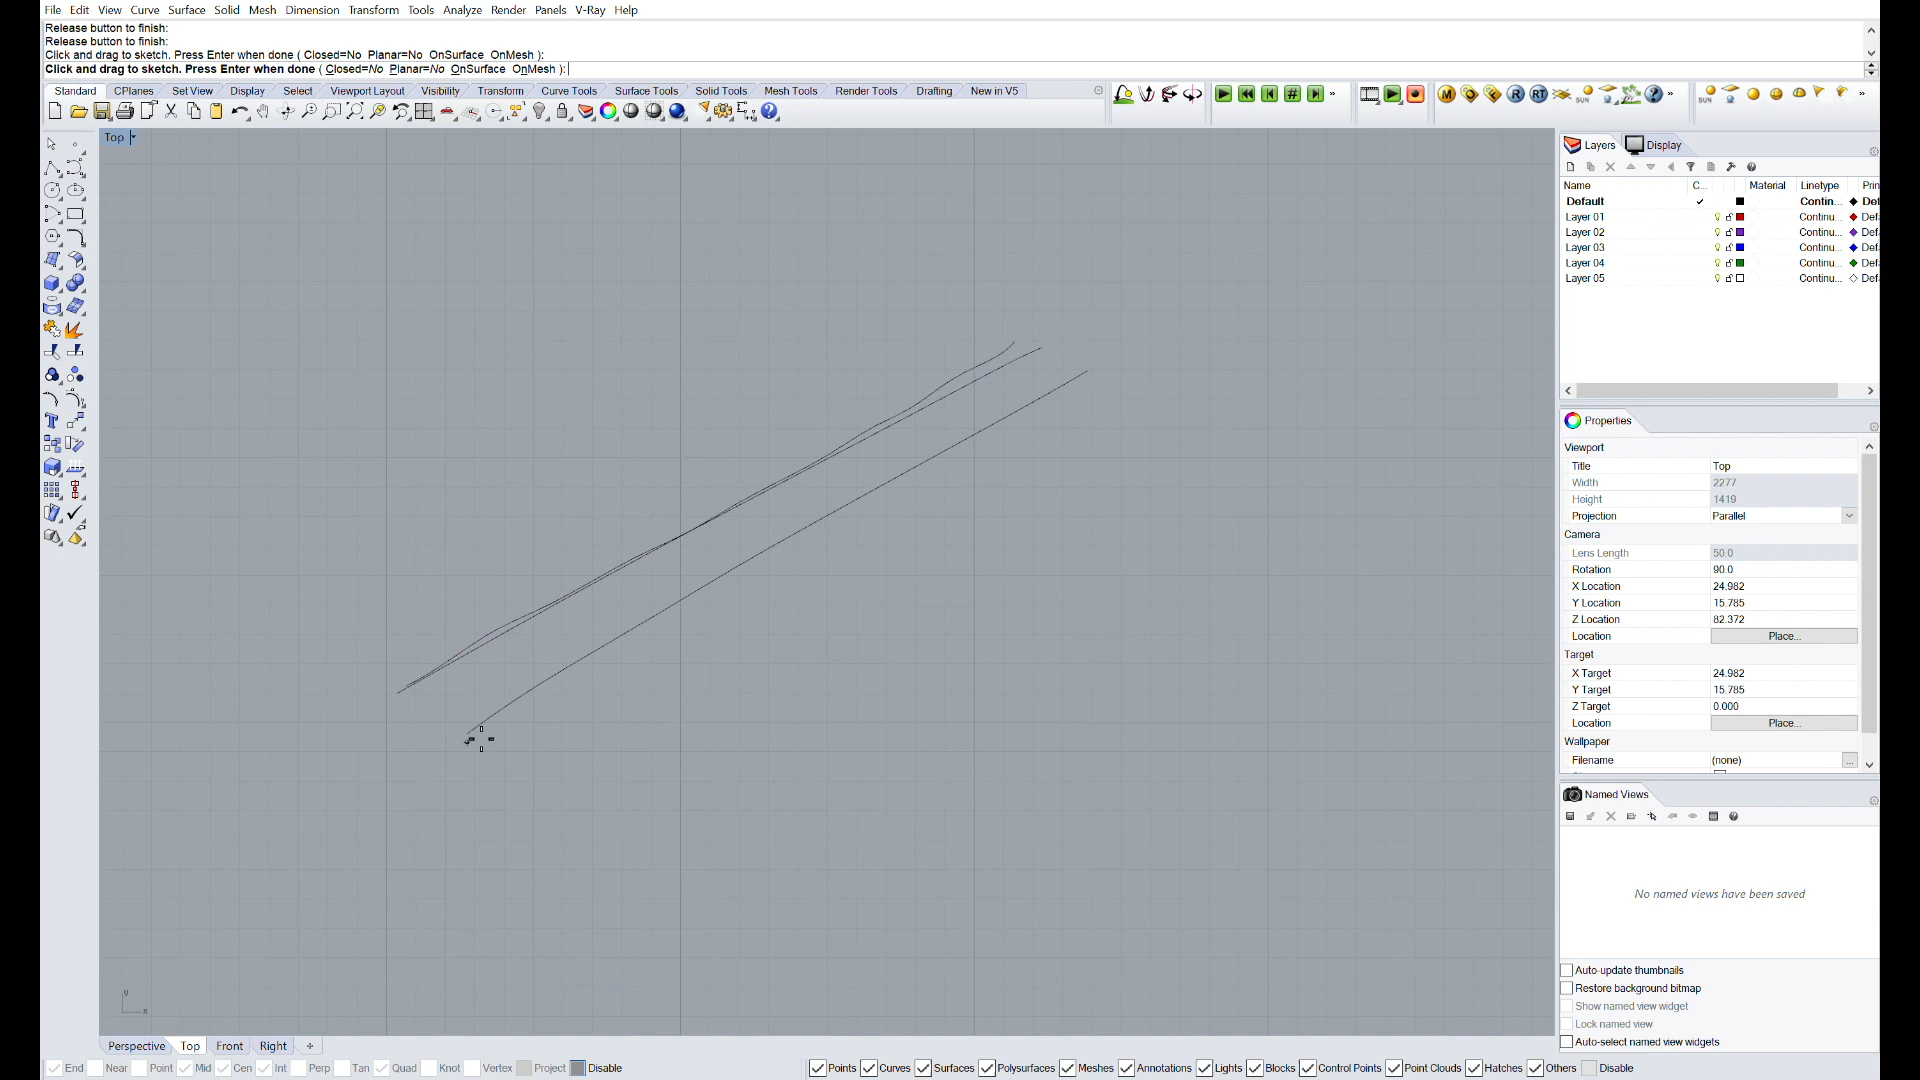 File Edit View Curve Surface Solid Mesh Dimension Transform Tools Analyze Render Panels V-Ray Help
Release button to finish:
Release button to finish:
Click and drag to sketch. Press Enter when done ( Closed=No Planar=No OnSurface OnMesh ):
Click and drag to sketch. Press Enter when done ( Closed=No Planar=No OnSurface OnMesh ):
Standard CPlanes Set View Display Select Viewport Layout Visibility Transform Curve Tools Surface Tools Solid Tools Mesh Tools Render Tools Drafting New in V5
Top
Layers Display
Name C... Material Linetype Prin
Default Contin... Def
Layer 01 Continu... Def
Layer 02 Continu... Def
Layer 03 Continu... Def
Layer 04 Continu... Def
Layer 05 Continu... Def
Properties
Viewport
Title Top
Width 2277
Height 1419
Projection Parallel
Camera
Lens Length 50.0
Rotation 90.0
X Location 24.982
Y Location 15.785
Z Location 82.372
Location Place...
Target
X Target 24.982
Y Target 15.785
Z Target 0.000
Location Place...
Wallpaper
Filename (none) ...
Named Views
No named views have been saved
Auto-update thumbnails
Restore background bitmap
Show named view widget
Lock named view
Auto-select named view widgets
y
x
Perspective Top Front Right
End Near Point Mid Cen Int Perp Tan Quad Knot Vertex Project Disable
Points Curves Surfaces Polysurfaces Meshes Annotations Lights Blocks Control Points Point Clouds Hatches Others Disable